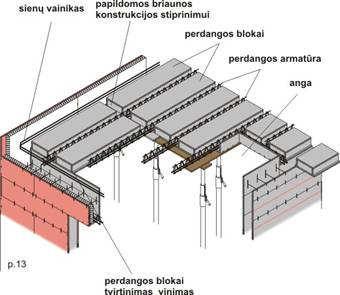 sienų vainikas
papildomos briaunos
konstrukcijos stiprinimui
perdangos blokai
perdangos armatūra
anga
p.13
perdangos blokai
tvirtinimas vinimas